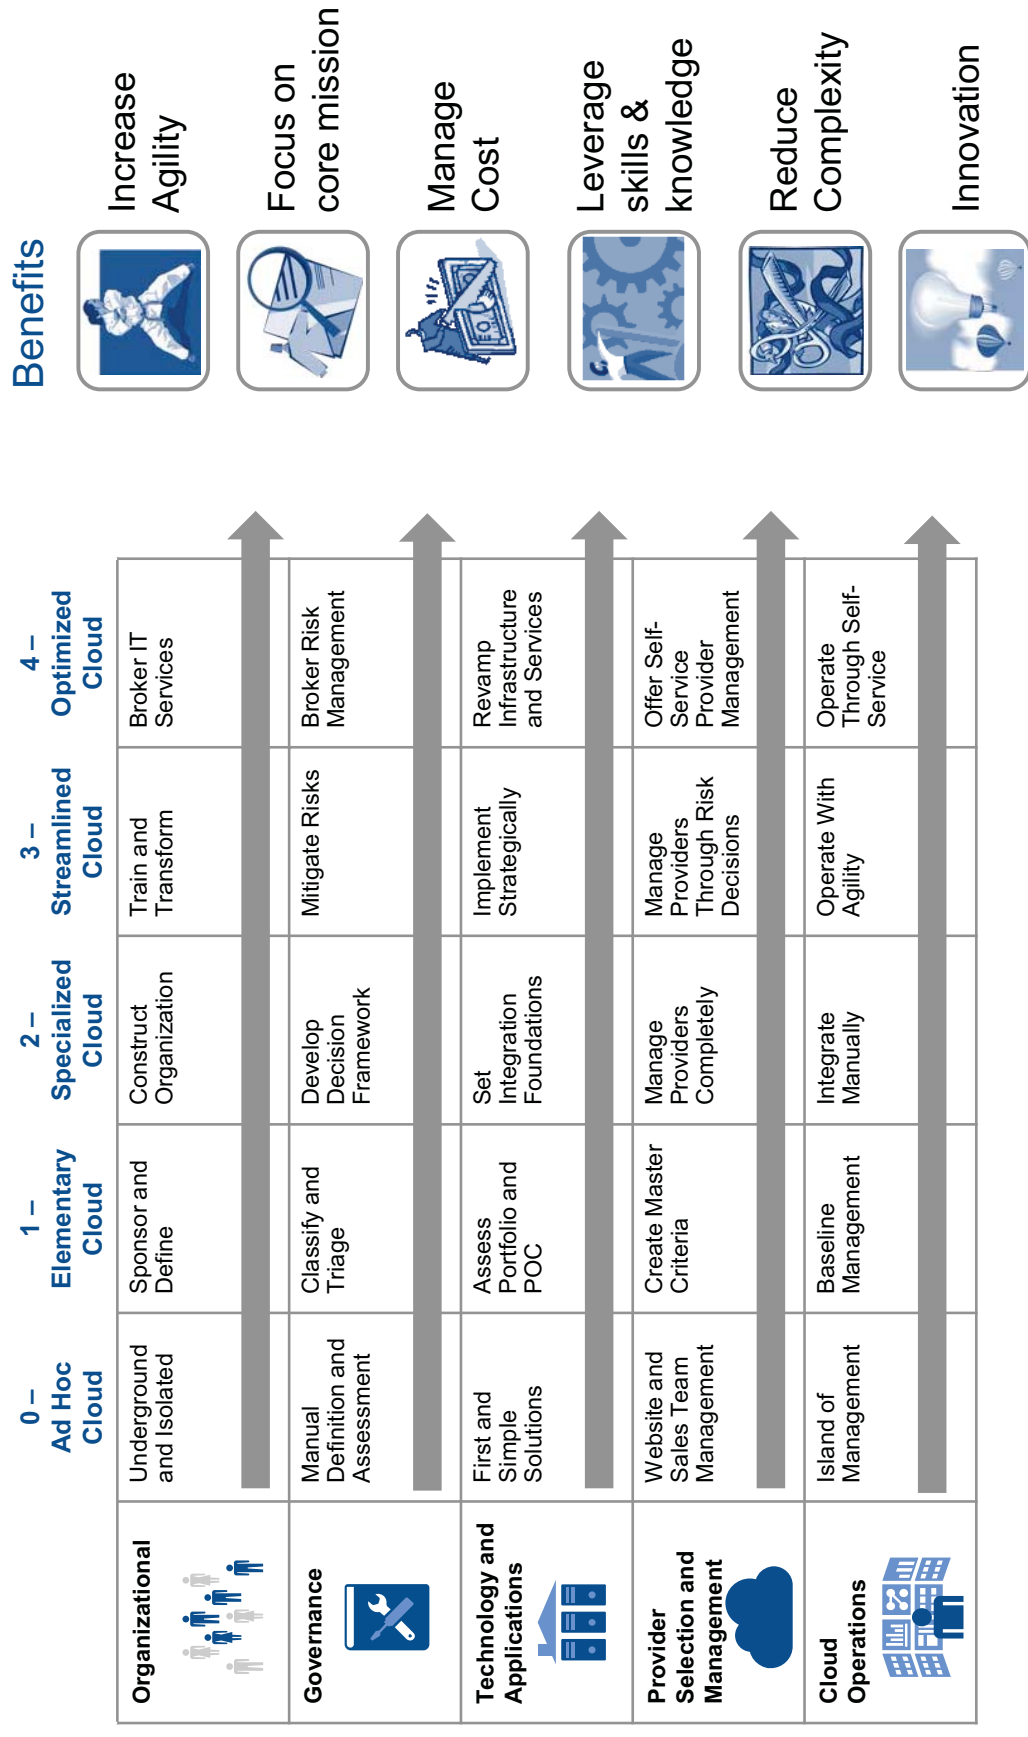 0 –
Ad Hoc
Cloud
1 –
Elementary
Cloud
2 –
Specialized
Cloud
3 –
Streamlined
Cloud
4 –
Optimized
Cloud
Benefits
Organizational
Underground
and Isolated
Sponsor and
Define
Construct
Organization
Train and
Transform
Broker IT
Services
Governance
Manual
Definition and
Assessment
Classify and
Triage
Develop
Decision
Framework
Mitigate Risks
Broker Risk
Management
Technology and
Applications
First and
Simple
Solutions
Assess
Portfolio and
POC
Set
Integration
Foundations
Implement
Strategically
Revamp
Infrastructure
and Services
Provider
Selection and
Management
Website and
Sales Team
Management
Create Master
Criteria
Manage
Providers
Completely
Manage
Providers
Through Risk
Decisions
Offer Self-
Service
Provider
Management
Cloud
Operations
Island of
Management
Baseline
Management
Integrate
Manually
Operate With
Agility
Operate
Through Self-
Service
Increase
Agility
Focus on
core mission
Manage
Cost
Leverage
skills &
knowledge
Reduce
Complexity
Innovation